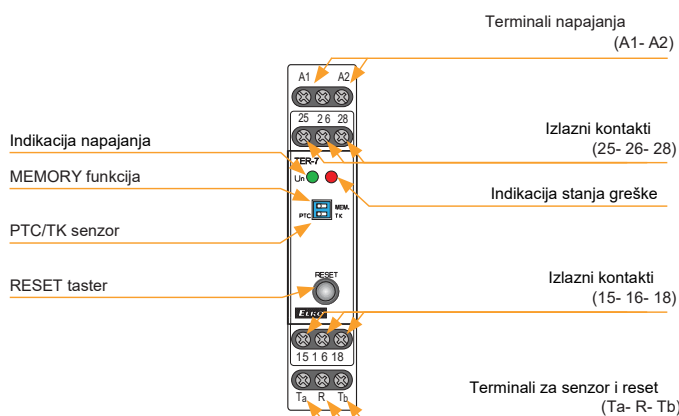 Terminali napajanja
(A1- A2)
A1 A2
25 26 28
Izlazni kontakti
(25- 26- 28)
Indikacija napajanja
TER-7
Un
MEMORY funkcija
Indikacija stanja greške
MEM.
PTC TK
PTC/TK senzor
RESET
Izlazni kontakti
(15- 16- 18)
RESET taster
ELKO
15 1 6 18
Terminali za senzor i reset
(Ta- R- Tb)
Ta R Tb